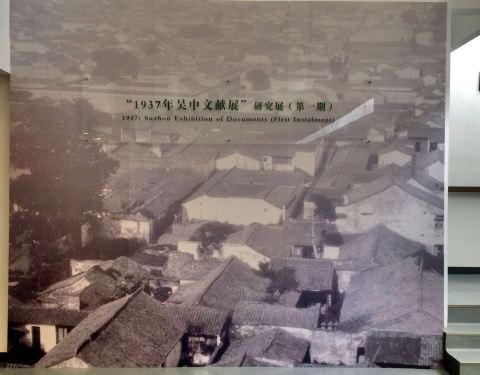 “1937年吴中文献展”研究展（第一期）
1937: Suzhou Exhibition of Documents (First Instalment)